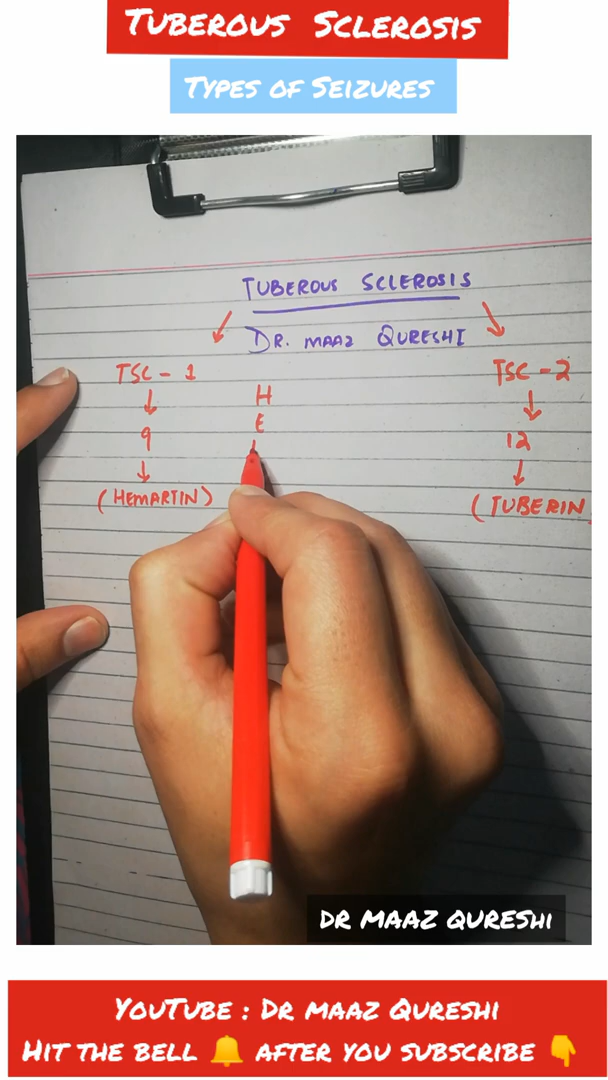 TUBEROUS SCLEROSIS
TYPES OF SEIZURES
TUBEROUS SCLEROSIS
DR. MAAZ QURESHI
TSC - 1
9
(HEMARTIN)
H
E
TSC - 2
12
(TUBERIN
DR MAAZ QURESHI
YOUTUBE : DR MAAZ QURESHI
HIT THE BELL 🔔 AFTER YOU SUBSCRIBE 👇